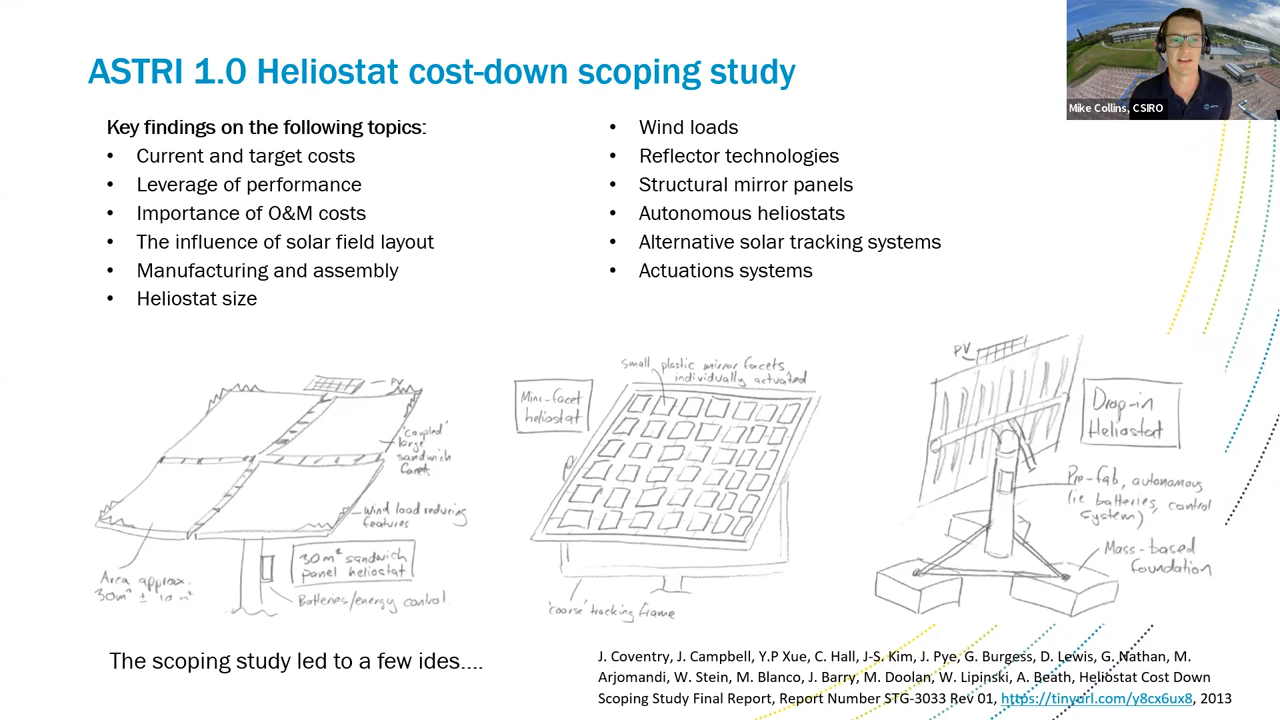 ASTRI 1.0 Heliostat cost-down scoping study
Mike Collins, CSIRO
Key findings on the following topics:
• Current and target costs
• Leverage of performance
• Importance of O&M costs
• The influence of solar field layout
• Manufacturing and assembly
• Heliostat size
• Wind loads
• Reflector technologies
• Structural mirror panels
• Autonomous heliostats
• Alternative solar tracking systems
• Actuations systems
PV
'coupled'
large
sandwich
facet
wind load reducing
features
30m² sandwich
panel heliostat
Area approx.
30m² ± 10 m²
Batteries/energy control
Mini-facet
heliostat
small plastic mirror facets
individually actuated
'coarse' tracking frame
PV
Drop-in
Heliostat
Pre-fab, autonomous
(ie batteries, control
system)
Mass-based
foundation
The scoping study led to a few ides....
J. Coventry, J. Campbell, Y.P Xue, C. Hall, J-S. Kim, J. Pye, G. Burgess, D. Lewis, G. Nathan, M.
Arjomandi, W. Stein, M. Blanco, J. Barry, M. Doolan, W. Lipinski, A. Beath, Heliostat Cost Down
Scoping Study Final Report, Report Number STG-3033 Rev 01, https://tinyurl.com/y8cx6ux8, 2013